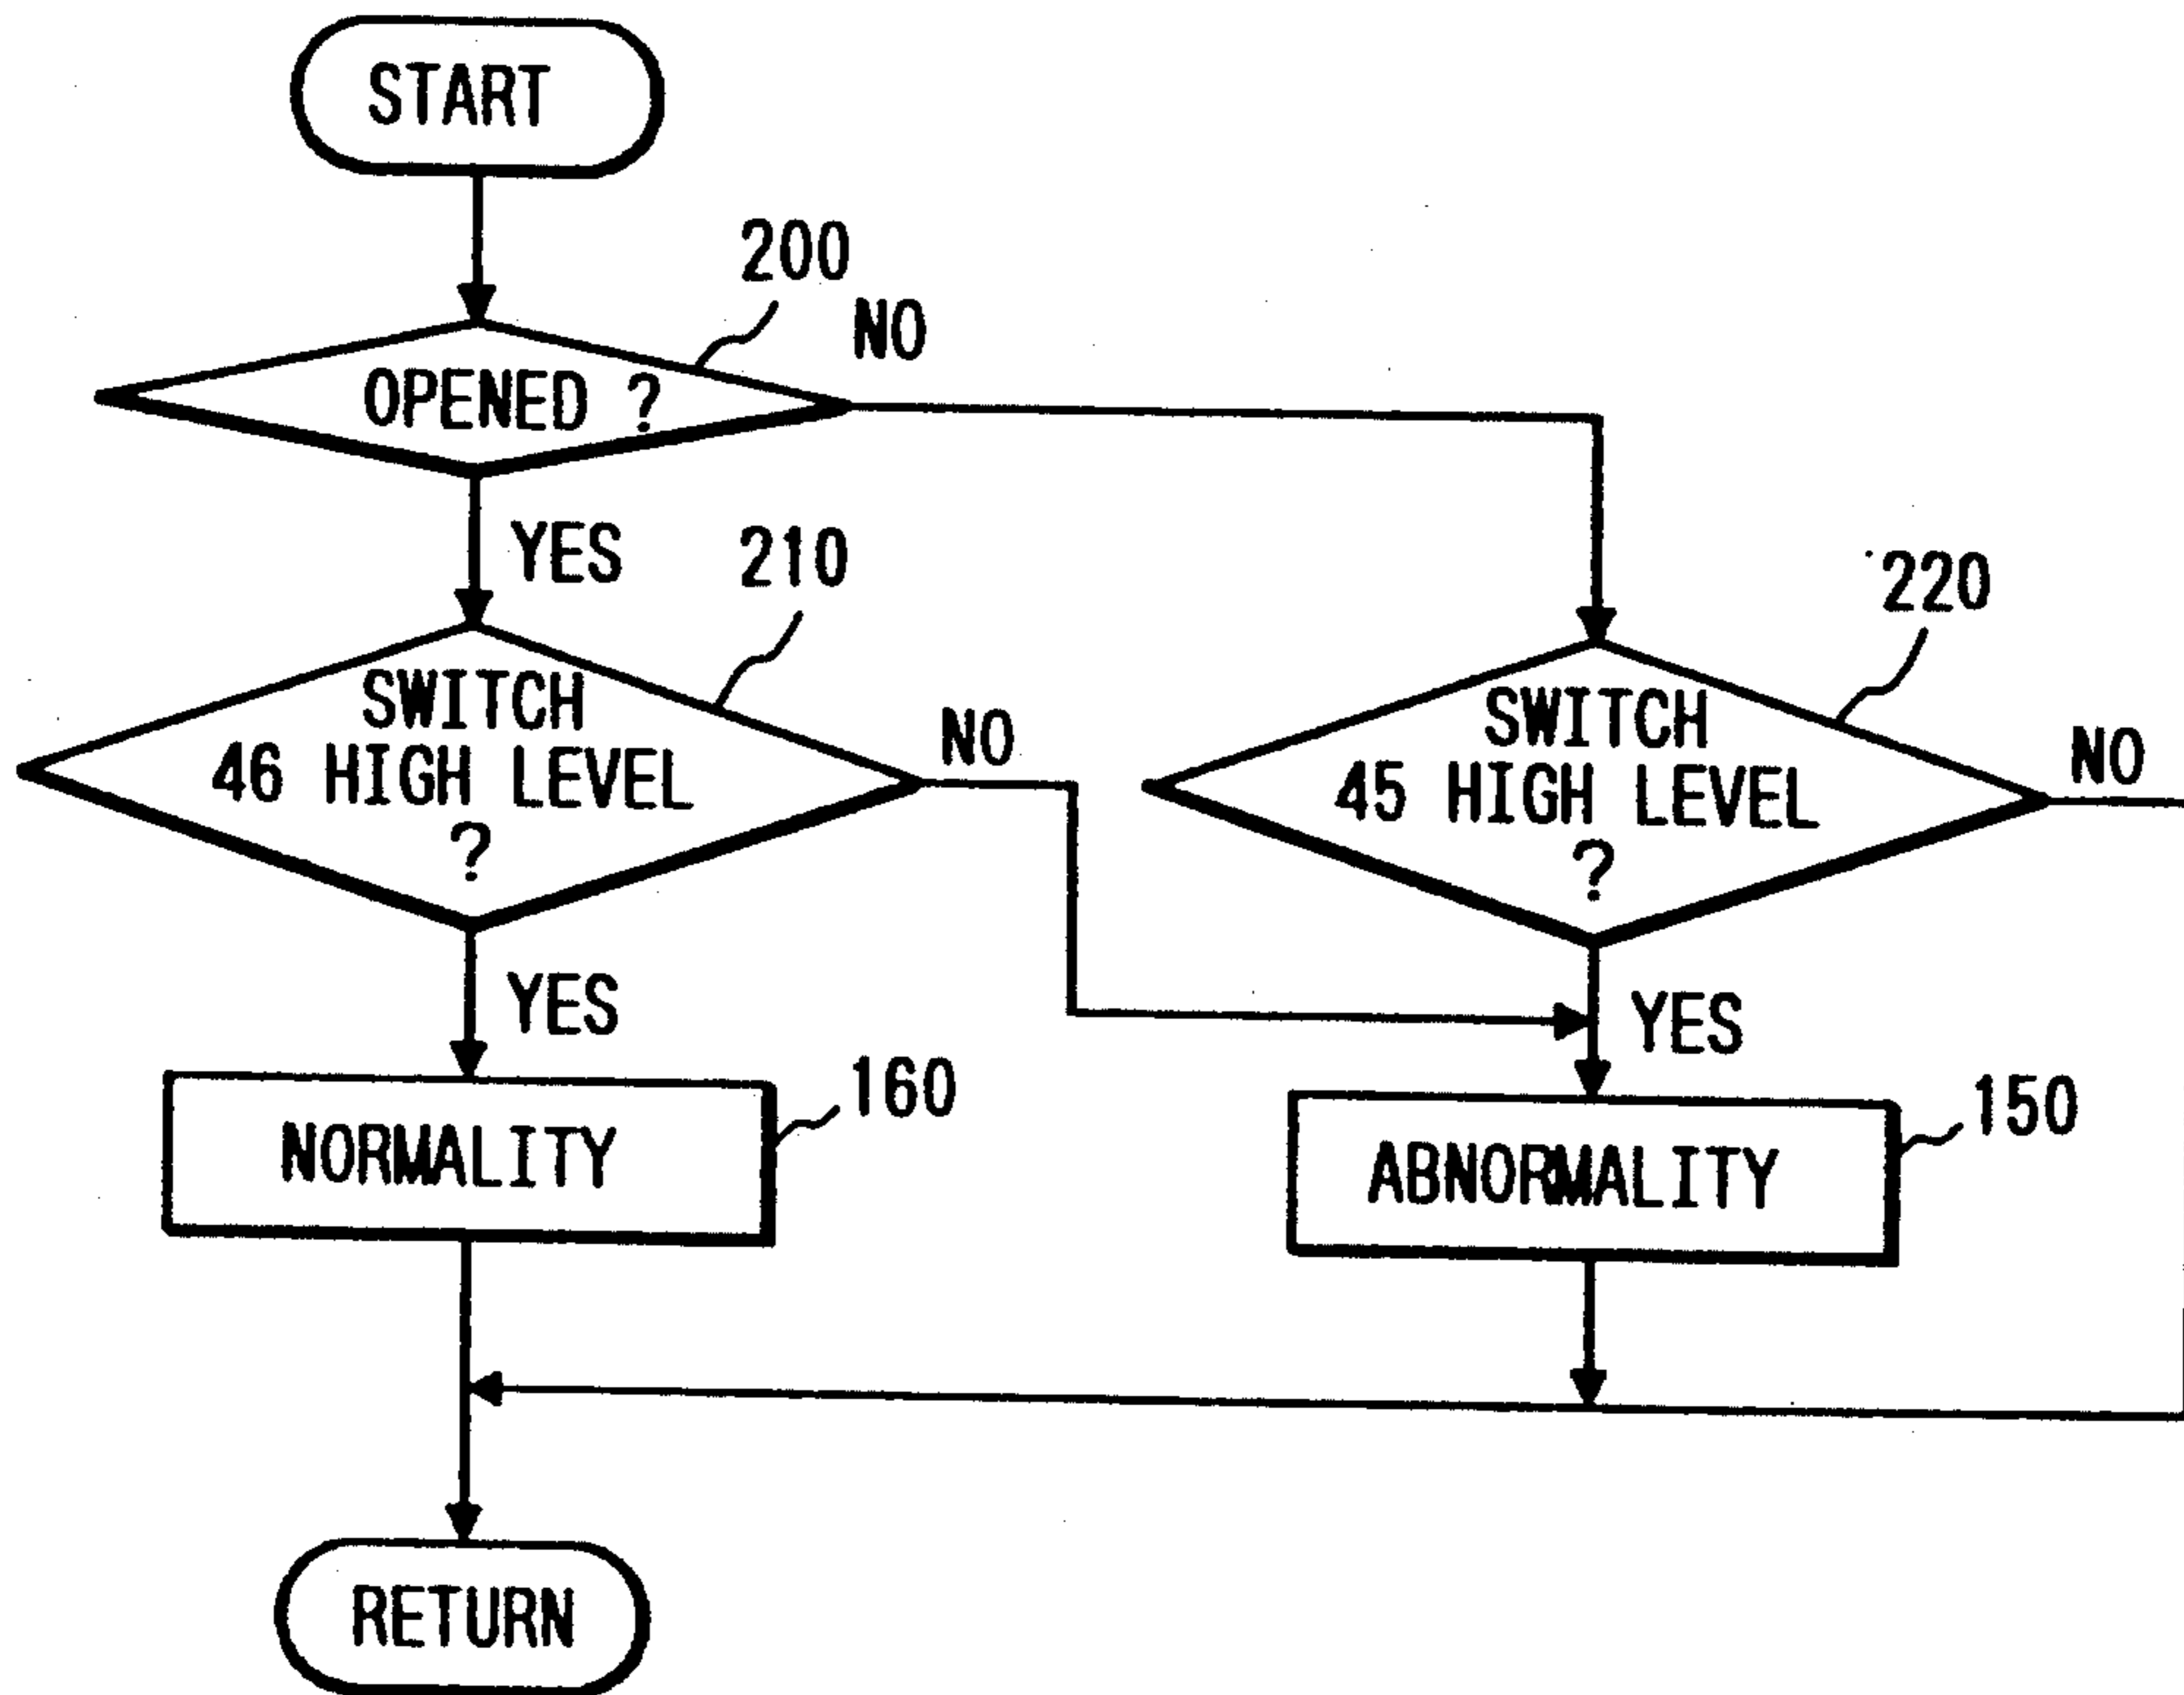 START
200
NO
OPENED ?
YES
210
220
SWITCH
46 HIGH LEVEL
?
NO
SWITCH
45 HIGH LEVEL
?
NO
YES
YES
160
NORMALITY
150
ABNORMALITY
RETURN